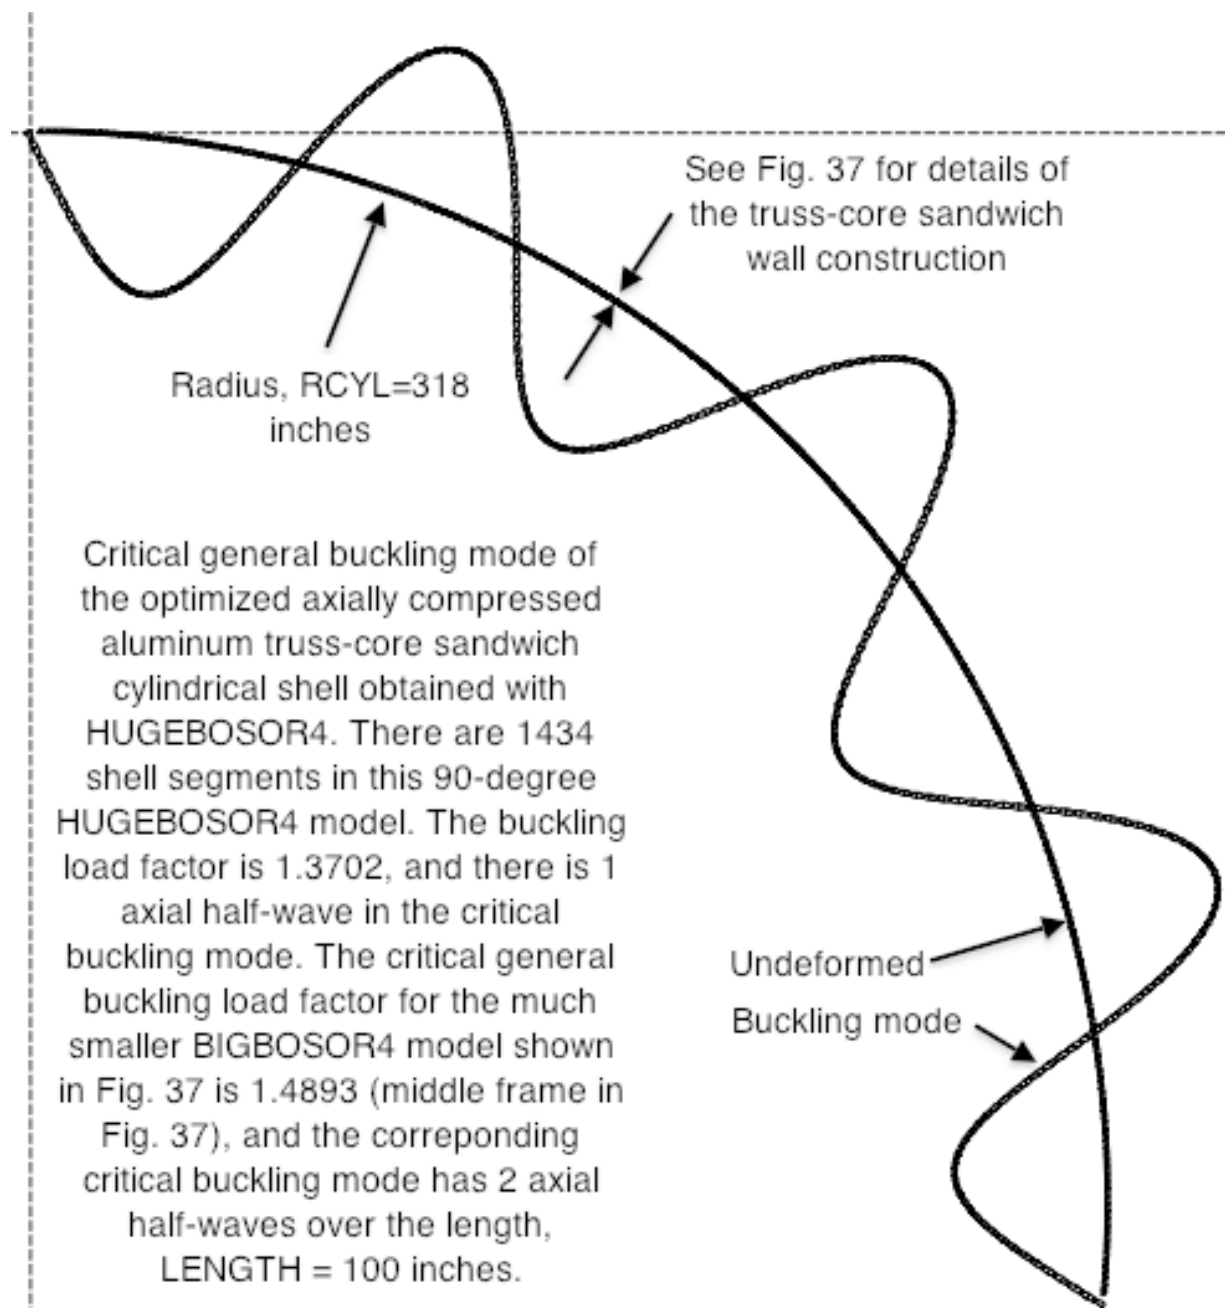 See Fig. 37 for details of
the truss-core sandwich
wall construction
Radius, RCYL=318
inches
Critical general buckling mode of
the optimized axially compressed
aluminum truss-core sandwich
cylindrical shell obtained with
HUGEBOSOR4. There are 1434
shell segments in this 90-degree
HUGEBOSOR4 model. The buckling
load factor is 1.3702, and there is 1
axial half-wave in the critical
buckling mode. The critical general
buckling load factor for the much
smaller BIGBOSOR4 model shown
in Fig. 37 is 1.4893 (middle frame in
Fig. 37), and the correponding
critical buckling mode has 2 axial
half-waves over the length,
LENGTH = 100 inches.
Undeformed
Buckling mode